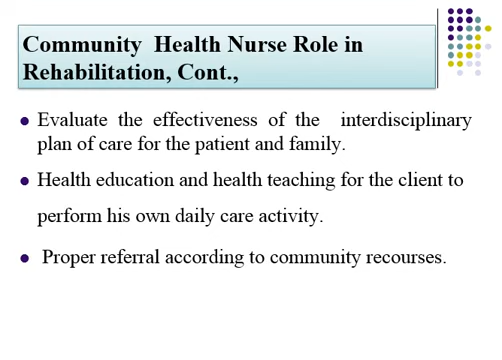 Community  Health Nurse Role in
Rehabilitation, Cont.,
Evaluate the effectiveness of the  interdisciplinary
plan of care for the patient and family.
Health education and health teaching for the client to
perform his own daily care activity.
Proper referral according to community recourses.